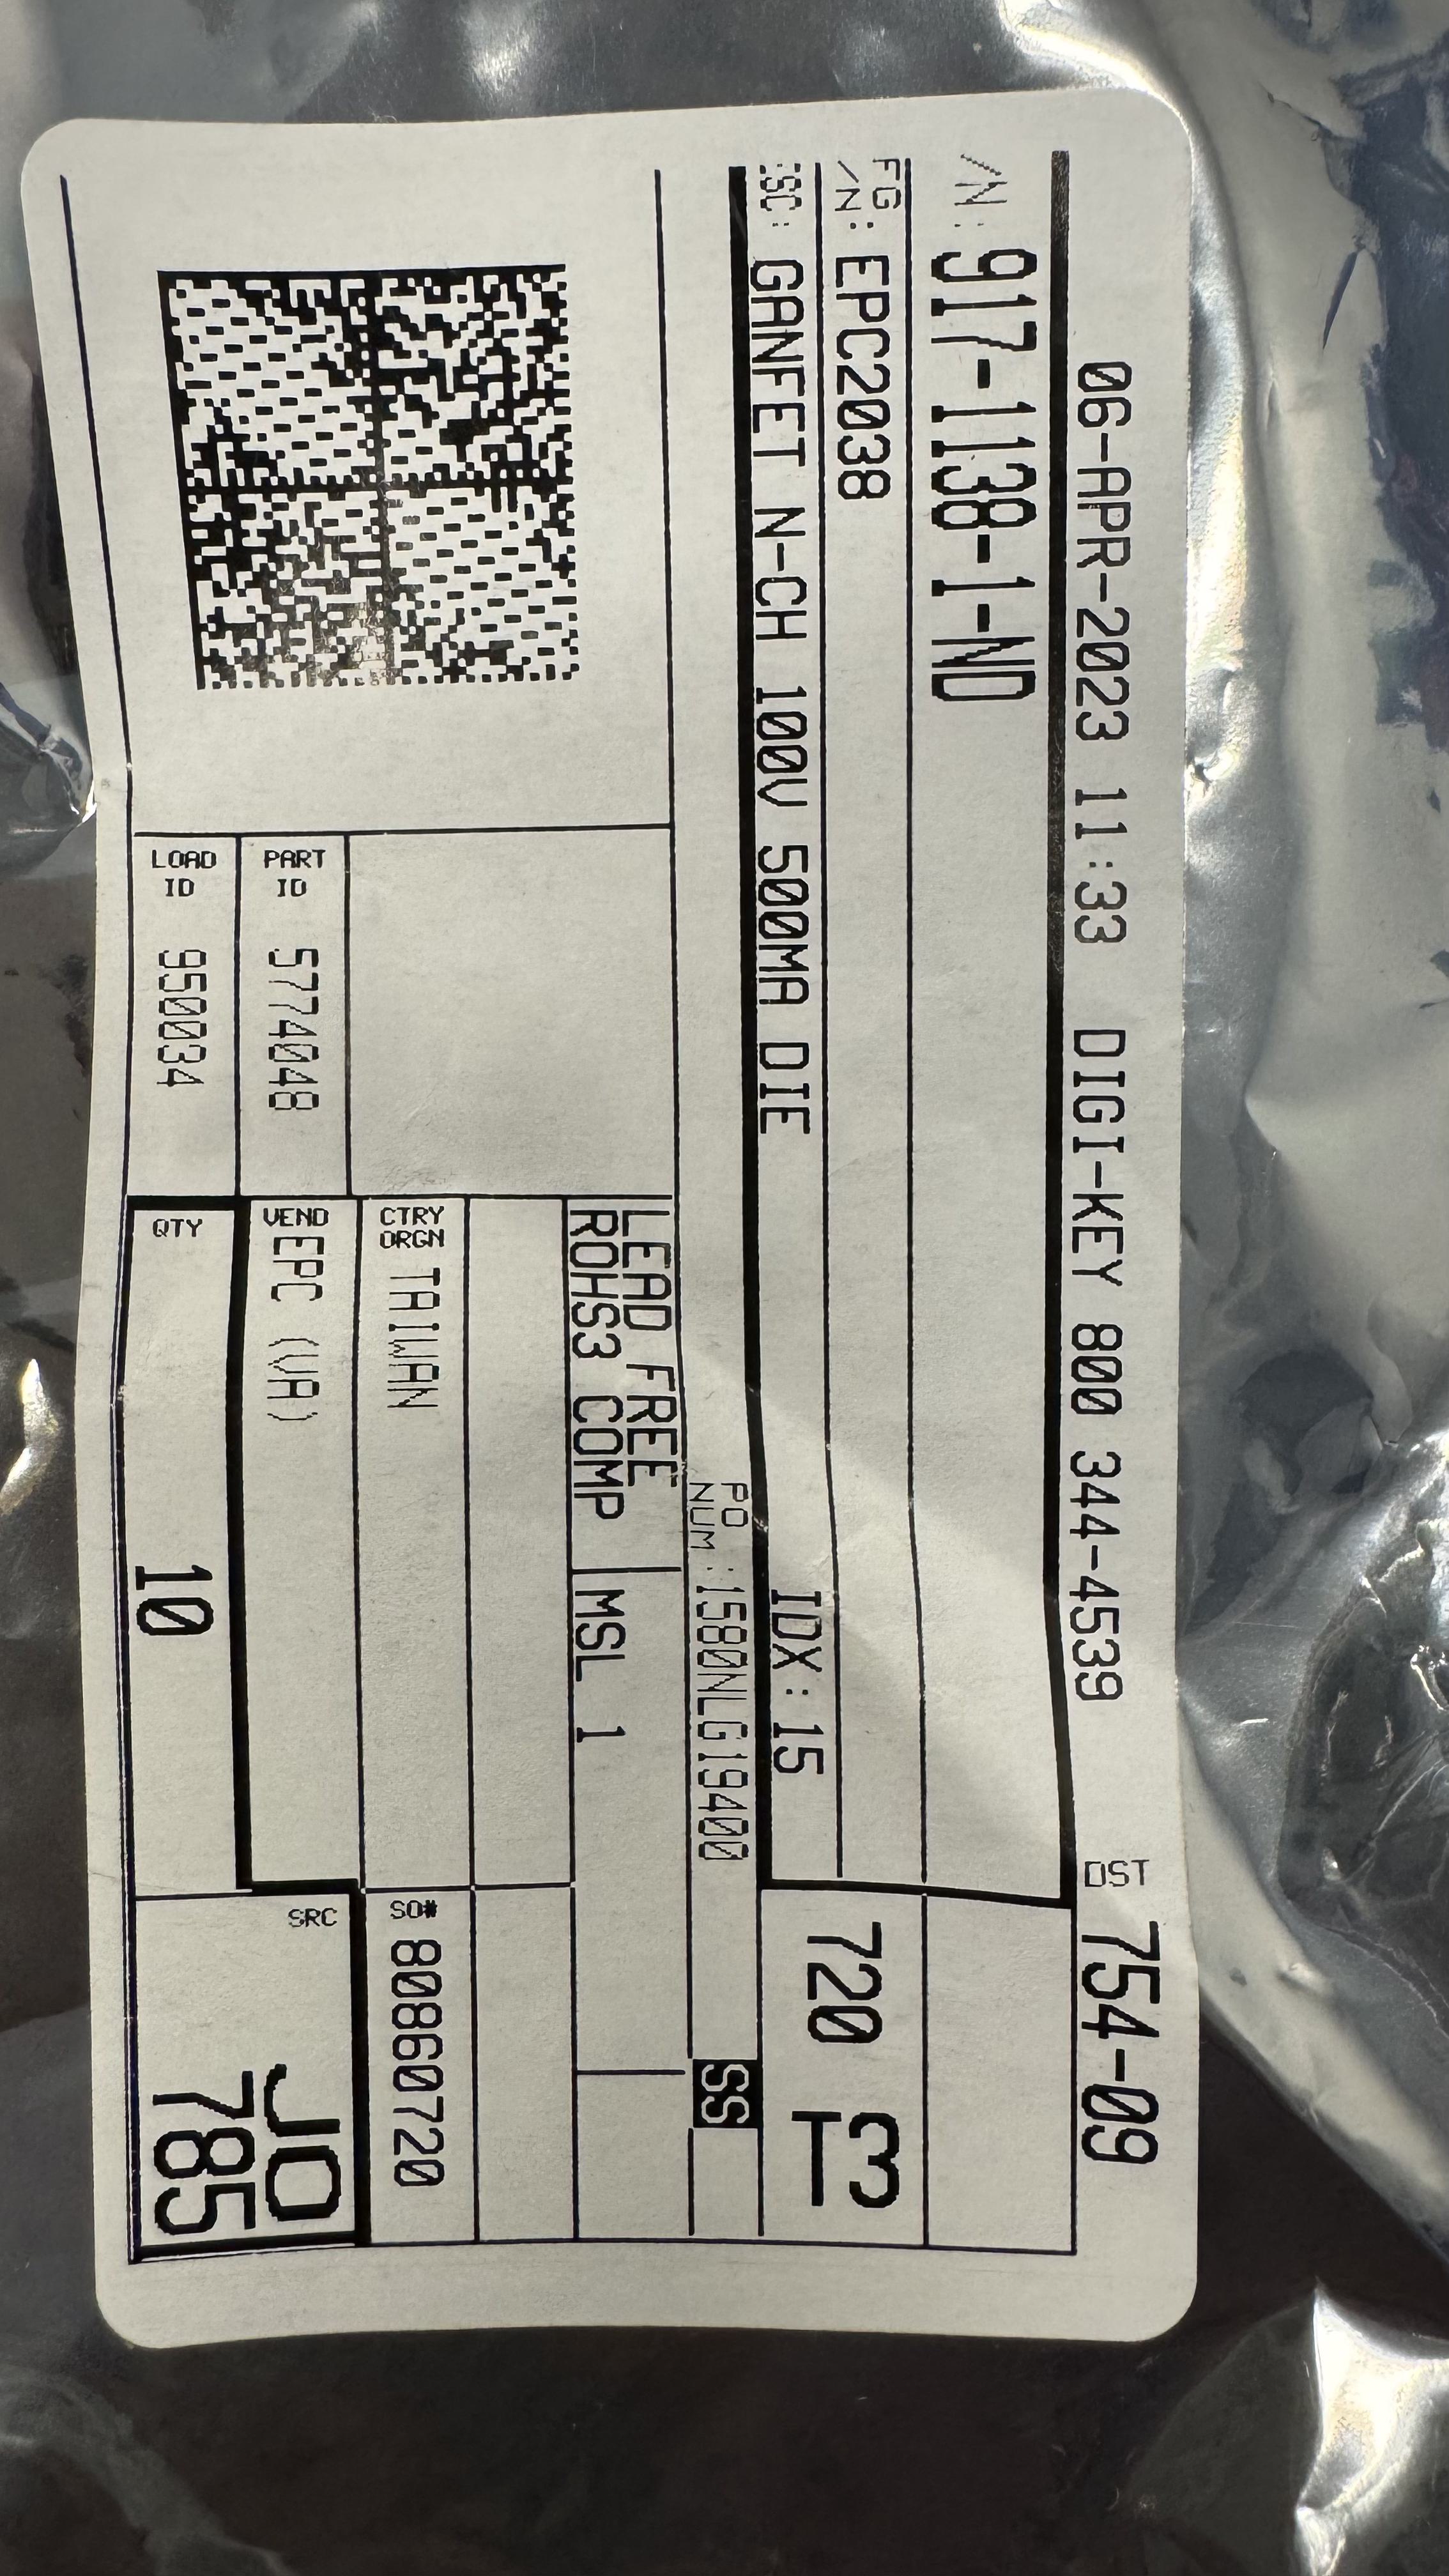 06-APR-2023 11:33 DIGI-KEY 800 344-4539 DST 754-09
/N: 917-1138-1-ND
FG
/N: EPC2038
720 T3
SC: GANFET N-CH 100V 500MA DIE IDX:15
PO
NUM :1580NLG19400
SS
LEAD FREE
ROHS3 COMP MSL 1
CTRY
ORGN TAIWAN
SO# 80860720
PART
ID 5774048
VEND EPC (VA)
SRC JO
785
LOAD
ID 950034
QTY 10